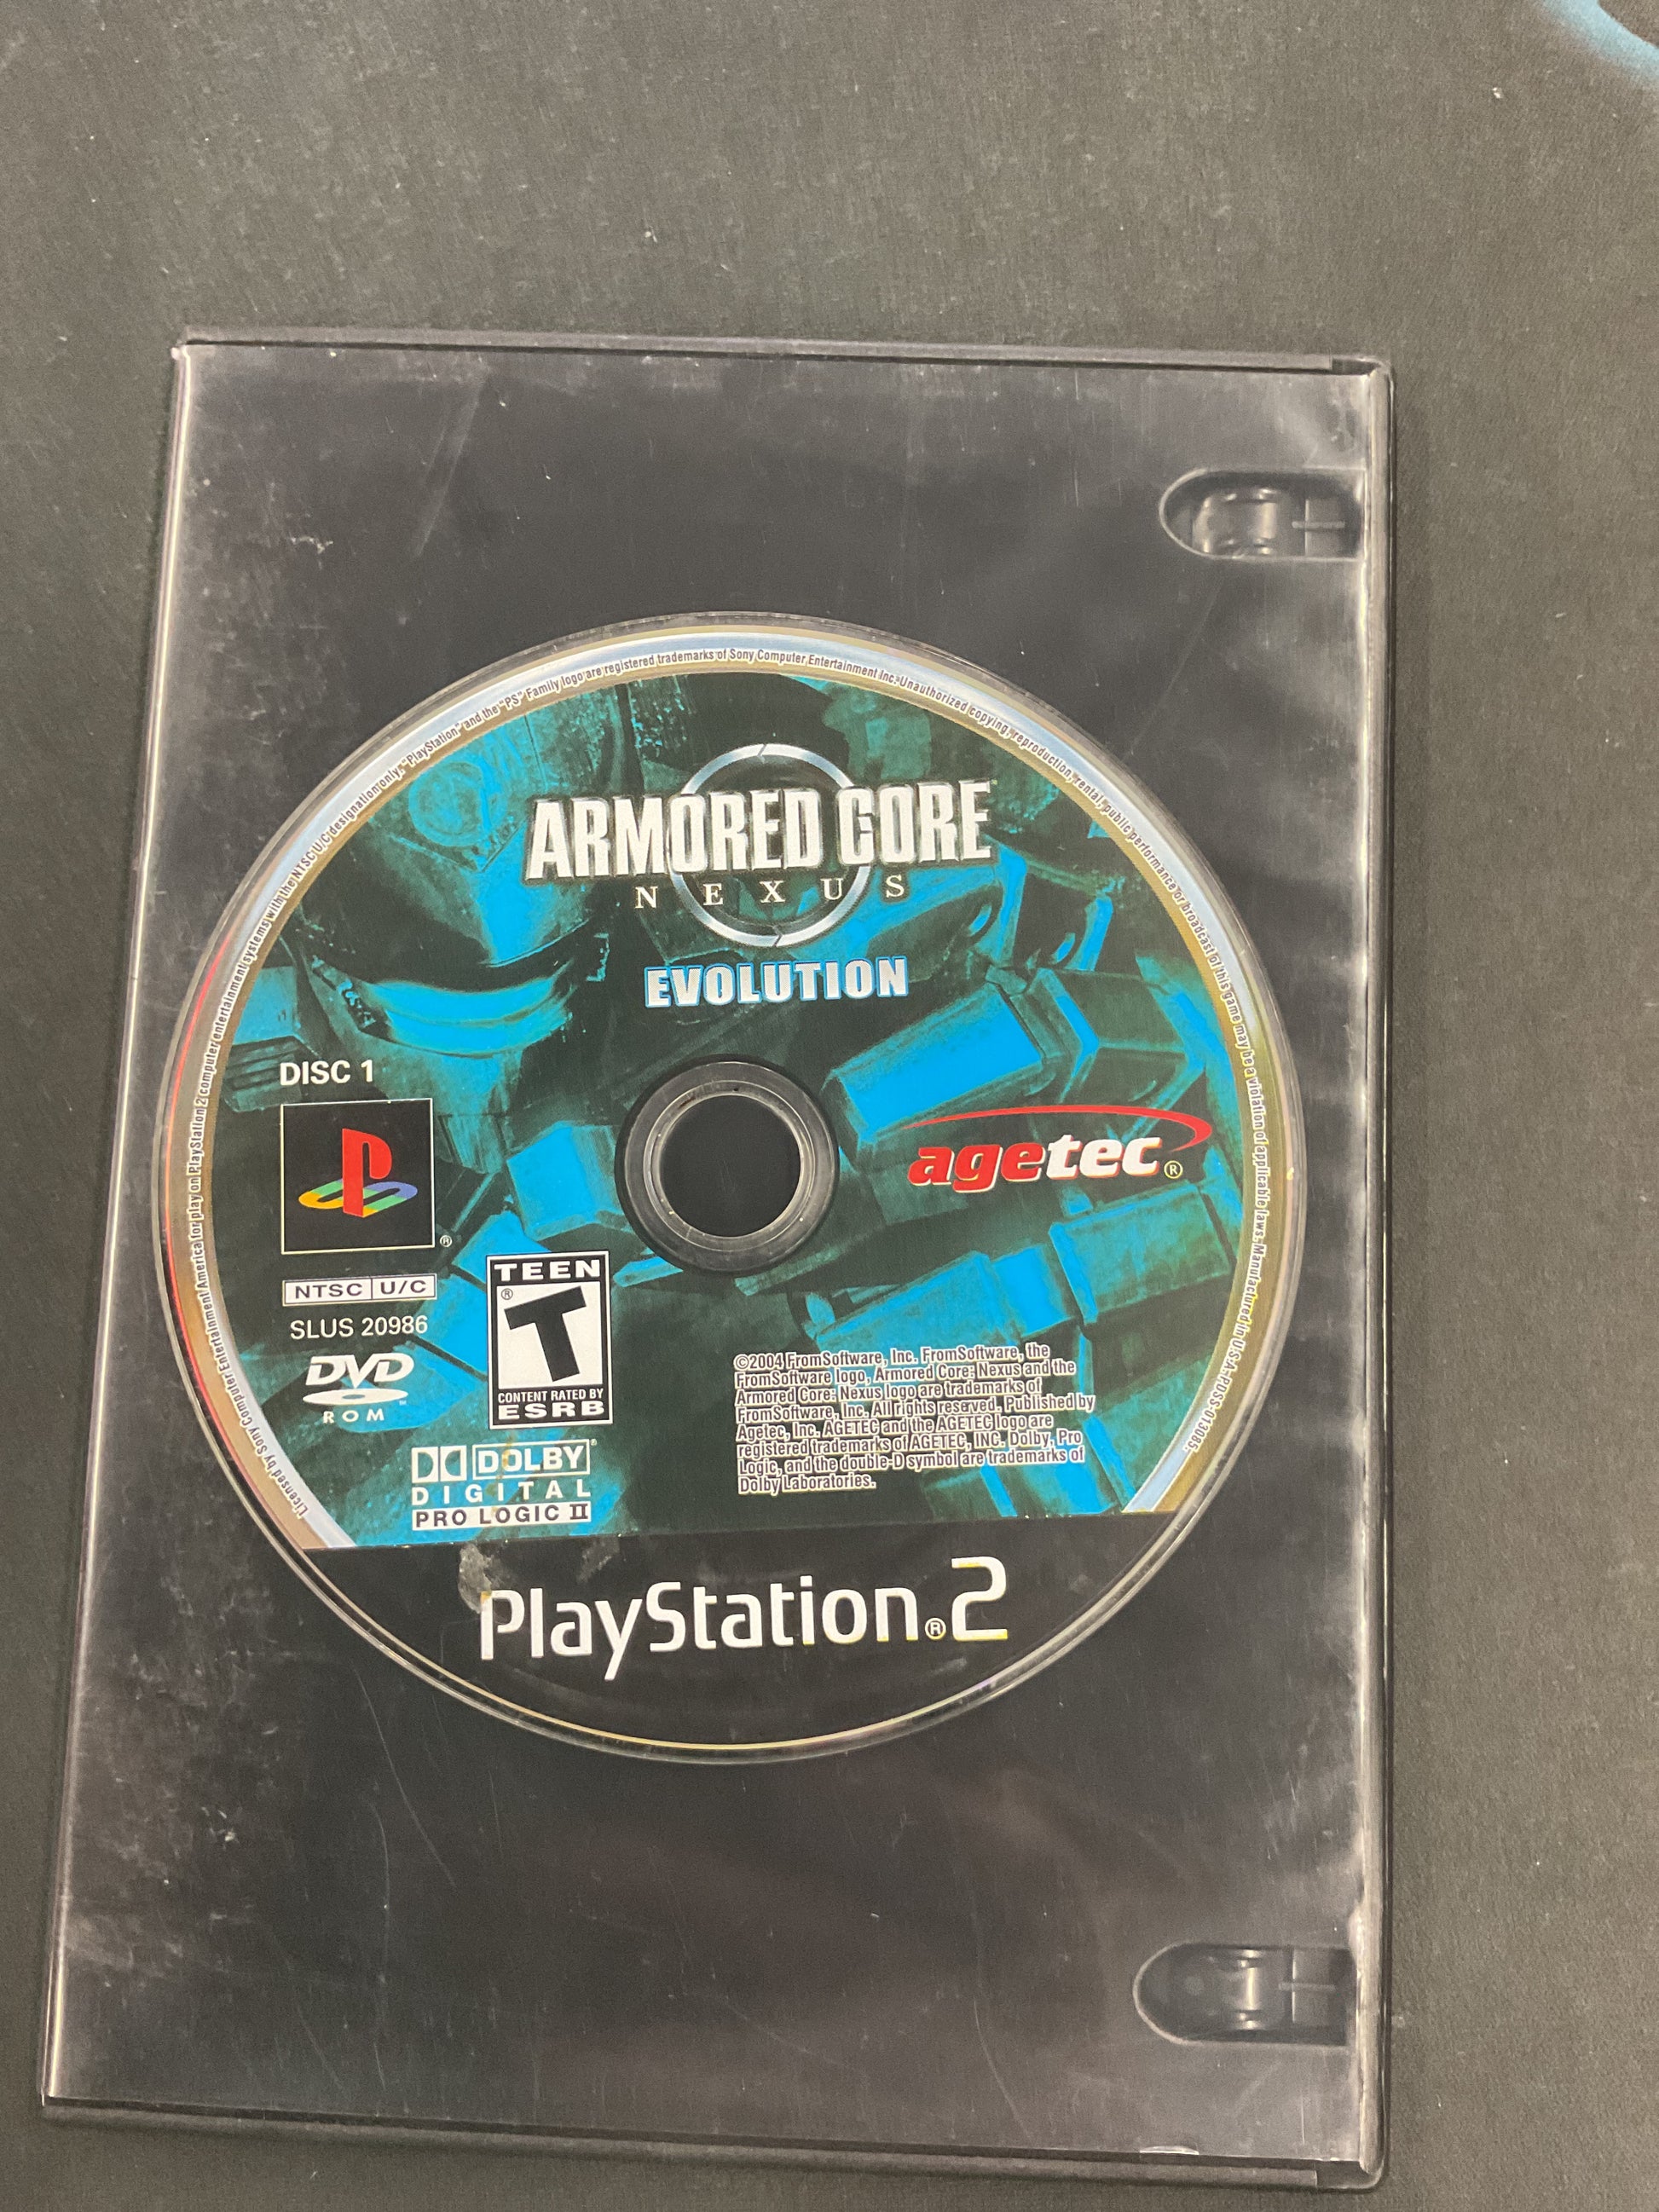 Licensed by Sony Computer Entertainment America for play on PlayStation 2 computer entertainment systems with the NTSC U/C designation only. "PlayStation" and the "PS" Family logo are registered trademarks of Sony Computer Entertainment Inc. Unauthorized copying, reproduction, rental, public performance or broadcast of this game may be a violation of applicable laws. Manufactured in U.S.A. PDSS-013085.
ARMORED CORE
NEXUS
EVOLUTION
DISC 1
agetec®
®
NTSC U/C
SLUS 20986
DVD
ROM
TEEN
®
T
CONTENT RATED BY
ESRB
DOLBY®
DIGITAL
PRO LOGIC II
©2004 FromSoftware, Inc. FromSoftware, the
FromSoftware logo, Armored Core: Nexus and the
Armored Core: Nexus logo are trademarks of
FromSoftware, Inc. All rights reserved. Published by
Agetec, Inc. AGETEC and the AGETEC logo are
registered trademarks of AGETEC, INC. Dolby, Pro
Logic, and the double-D symbol are trademarks of
Dolby Laboratories.
PlayStation®2